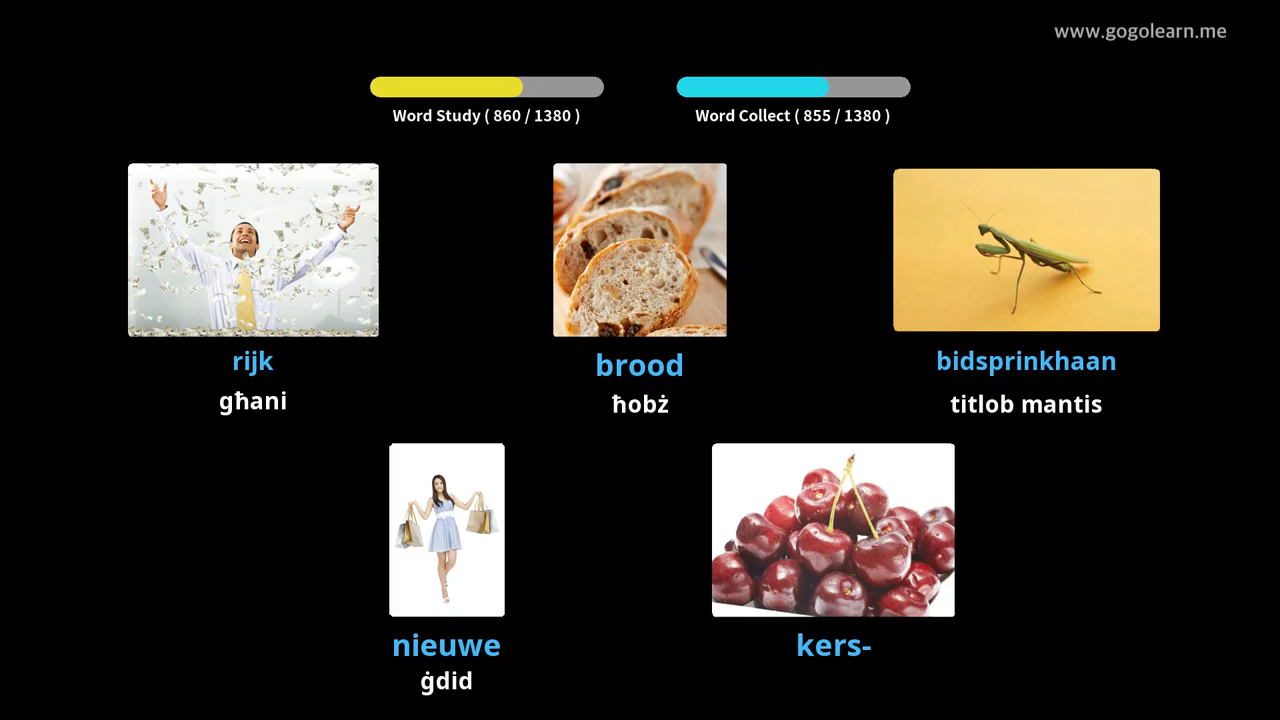 www.gogolearn.me
Word Study ( 860 / 1380 )
Word Collect ( 855 / 1380 )
rijk
għani
brood
ħobż
bidsprinkhaan
titlob mantis
nieuwe
ġdid
kers-